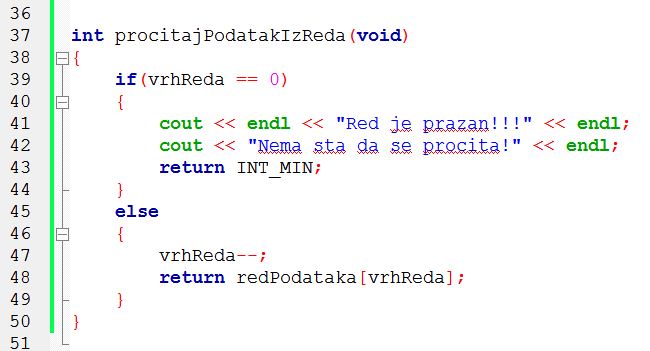 36
37 int procitajPodatakIzReda(void)
38 {
39 if(vrhReda == 0)
40 {
41 cout << endl << "Red je prazan!!!" << endl;
42 cout << "Nema sta da se procita!" << endl;
43 return INT_MIN;
44 }
45 else
46 {
47 vrhReda--;
48 return redPodataka[vrhReda];
49 }
50 }
51